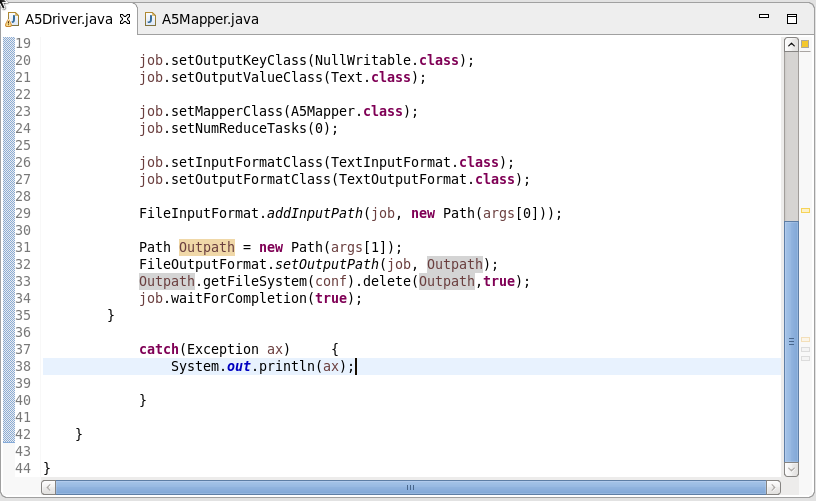 A5Driver.java A5Mapper.java
19
20 job.setOutputKeyClass(NullWritable.class);
21 job.setOutputValueClass(Text.class);
22
23 job.setMapperClass(A5Mapper.class);
24 job.setNumReduceTasks(0);
25
26 job.setInputFormatClass(TextInputFormat.class);
27 job.setOutputFormatClass(TextOutputFormat.class);
28
29 FileInputFormat.addInputPath(job, new Path(args[0]));
30
31 Path Outpath = new Path(args[1]);
32 FileOutputFormat.setOutputPath(job, Outpath);
33 Outpath.getFileSystem(conf).delete(Outpath,true);
34 job.waitForCompletion(true);
35 }
36
37 catch(Exception ax) {
38 System.out.println(ax);
39
40 }
41
42 }
43
44 }